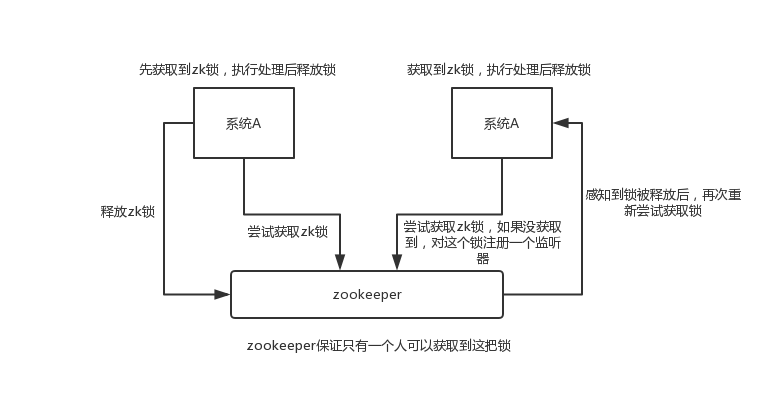 先获取到zk锁，执行处理后释放锁
获取到zk锁，执行处理后释放锁
系统A
系统A
感知到锁被释放后，再次重
新尝试获取锁
释放zk锁
尝试获取zk锁
尝试获取zk锁，如果没获取
到，对这个锁注册一个监听
器
zookeeper
zookeeper保证只有一个人可以获取到这把锁